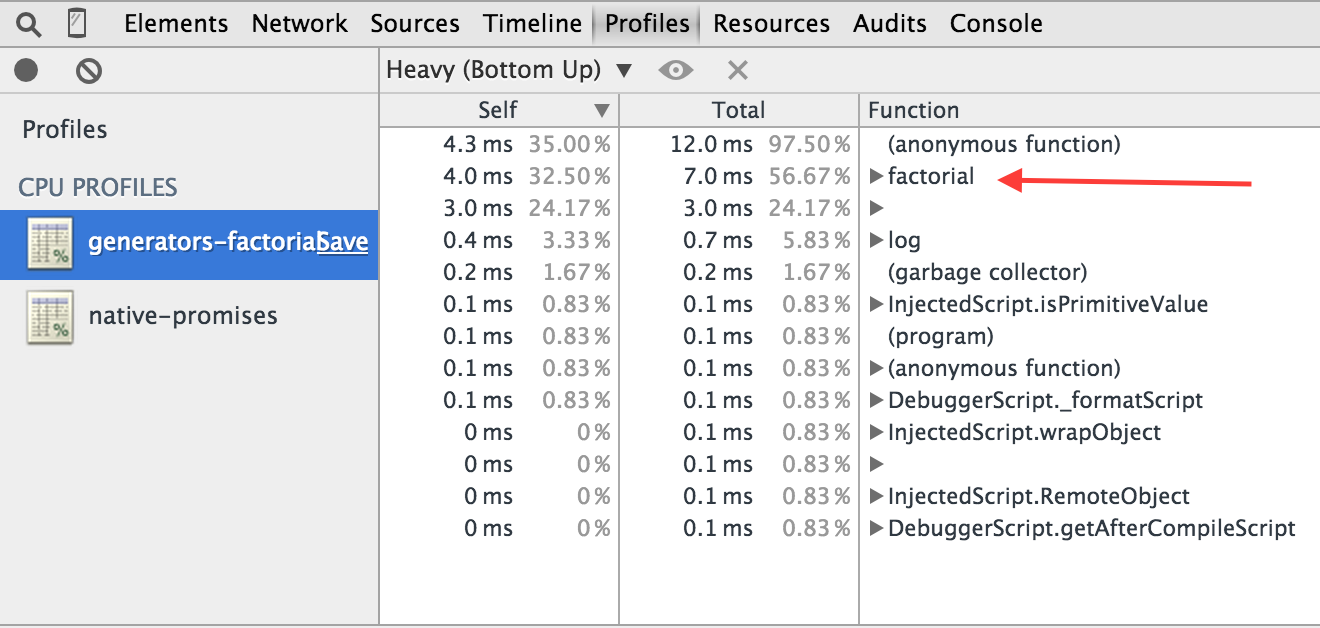 Elements Network Sources Timeline Profiles Resources Audits Console
Heavy (Bottom Up) ▼
Profiles
CPU PROFILES
generators-factorial Save
native-promises
Self ▼ Total Function
4.3 ms 35.00 % 12.0 ms 97.50 % (anonymous function)
4.0 ms 32.50 % 7.0 ms 56.67 % ▶ factorial
3.0 ms 24.17 % 3.0 ms 24.17 % ▶
0.4 ms 3.33 % 0.7 ms 5.83 % ▶ log
0.2 ms 1.67 % 0.2 ms 1.67 % (garbage collector)
0.1 ms 0.83 % 0.1 ms 0.83 % ▶ InjectedScript.isPrimitiveValue
0.1 ms 0.83 % 0.1 ms 0.83 % (program)
0.1 ms 0.83 % 0.1 ms 0.83 % ▶ (anonymous function)
0.1 ms 0.83 % 0.1 ms 0.83 % ▶ DebuggerScript._formatScript
0 ms 0 % 0.1 ms 0.83 % ▶ InjectedScript.wrapObject
0 ms 0 % 0.1 ms 0.83 % ▶
0 ms 0 % 0.1 ms 0.83 % ▶ InjectedScript.RemoteObject
0 ms 0 % 0.1 ms 0.83 % ▶ DebuggerScript.getAfterCompileScript